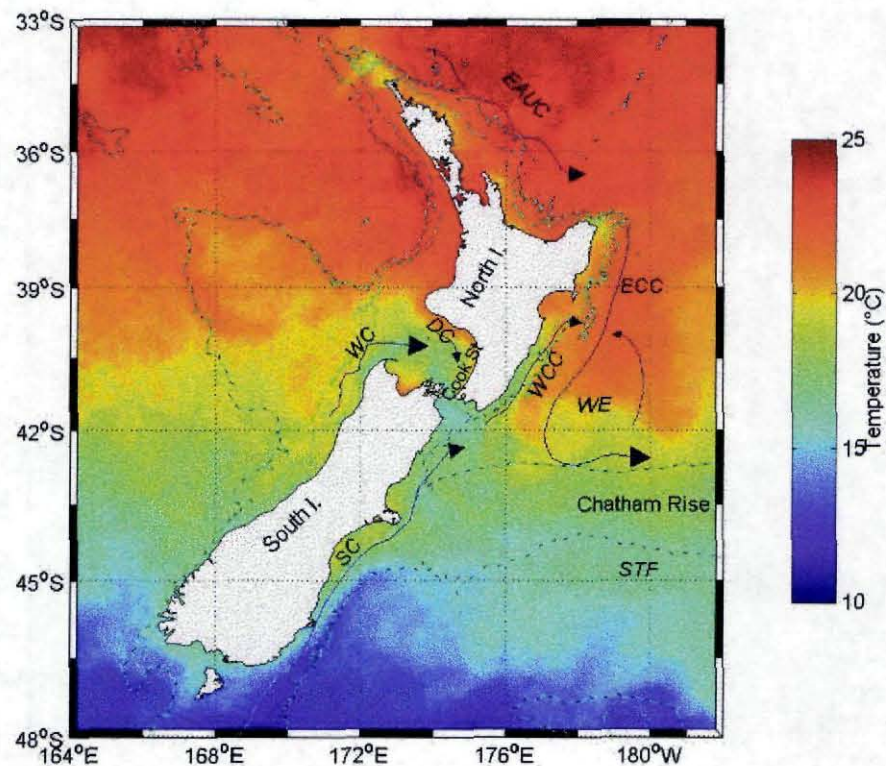 33°S
36°S
39°S
42°S
45°S
48°S
164°E
168°E
172°E
176°E
180°W
EAUC
North I.
ECC
DC
WC
Cook St
WCC
WE
Chatham Rise
South I.
SC
STF
25
20
15
10
Temperature (°C)